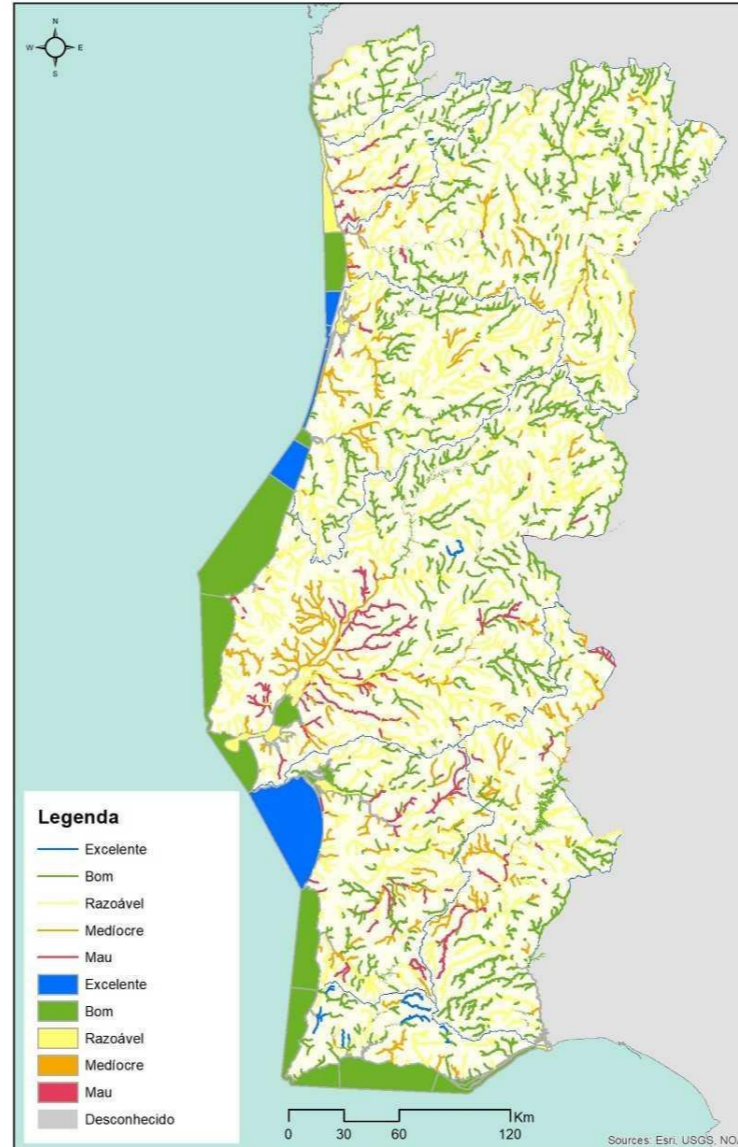 N
W E
S
Legenda
Excelente
Bom
Razoável
Medíocre
Mau
Excelente
Bom
Razoável
Medíocre
Mau
Desconhecido
Km
0 30 60 120
Sources: Esri, USGS, NO